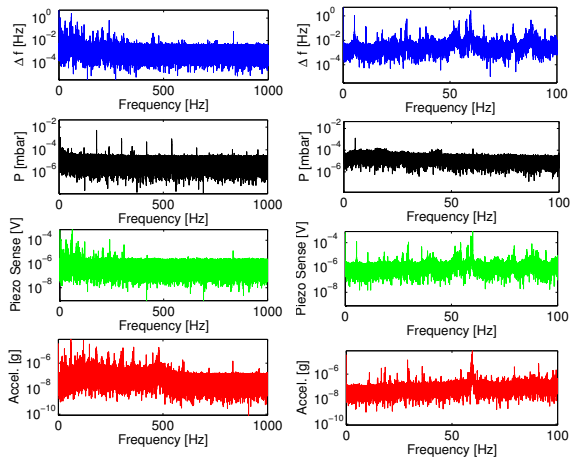 Δ f [Hz]
10^0
10^-2
10^-4
0 500 1000
Frequency [Hz]
Δ f [Hz]
10^0
10^-2
10^-4
0 50 100
Frequency [Hz]
P [mbar]
10^-2
10^-6
0 500 1000
Frequency [Hz]
P [mbar]
10^-2
10^-6
0 50 100
Frequency [Hz]
Piezo Sense [V]
10^-4
10^-6
10^-8
0 500 1000
Frequency [Hz]
Piezo Sense [V]
10^-4
10^-6
10^-8
0 50 100
Frequency [Hz]
Accel. [g]
10^-6
10^-8
10^-10
0 500 1000
Frequency [Hz]
Accel. [g]
10^-6
10^-8
10^-10
0 50 100
Frequency [Hz]